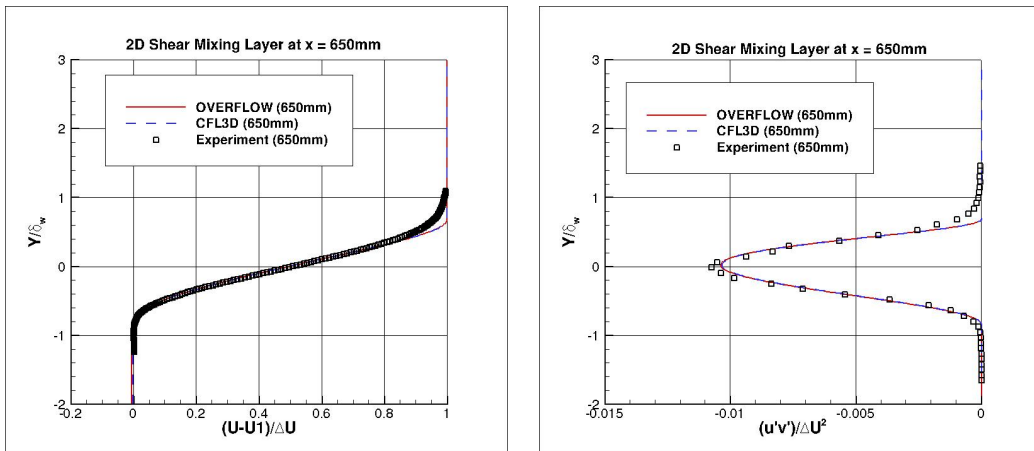 2D Shear Mixing Layer at x = 650mm
3
OVERFLOW (650mm)
CFL3D (650mm)
Experiment (650mm)
2
1
Y/δw
0
-1
-2
-0.2 0 0.2 0.4 0.6 0.8 1
(U-U1)/ΔU
2D Shear Mixing Layer at x = 650mm
3
OVERFLOW (650mm)
CFL3D (650mm)
Experiment (650mm)
2
1
Y/δw
0
-1
-2
-0.015 -0.01 -0.005 0
(u'v')/ΔU²